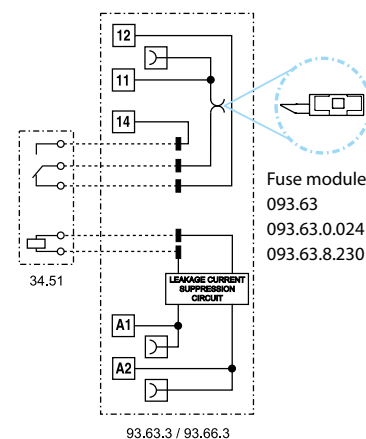 12
11
14
Fuse module
093.63
093.63.0.024
093.63.8.230
34.51
LEAKAGE CURRENT
SUPPRESSION
CIRCUIT
A1
A2
93.63.3 / 93.66.3